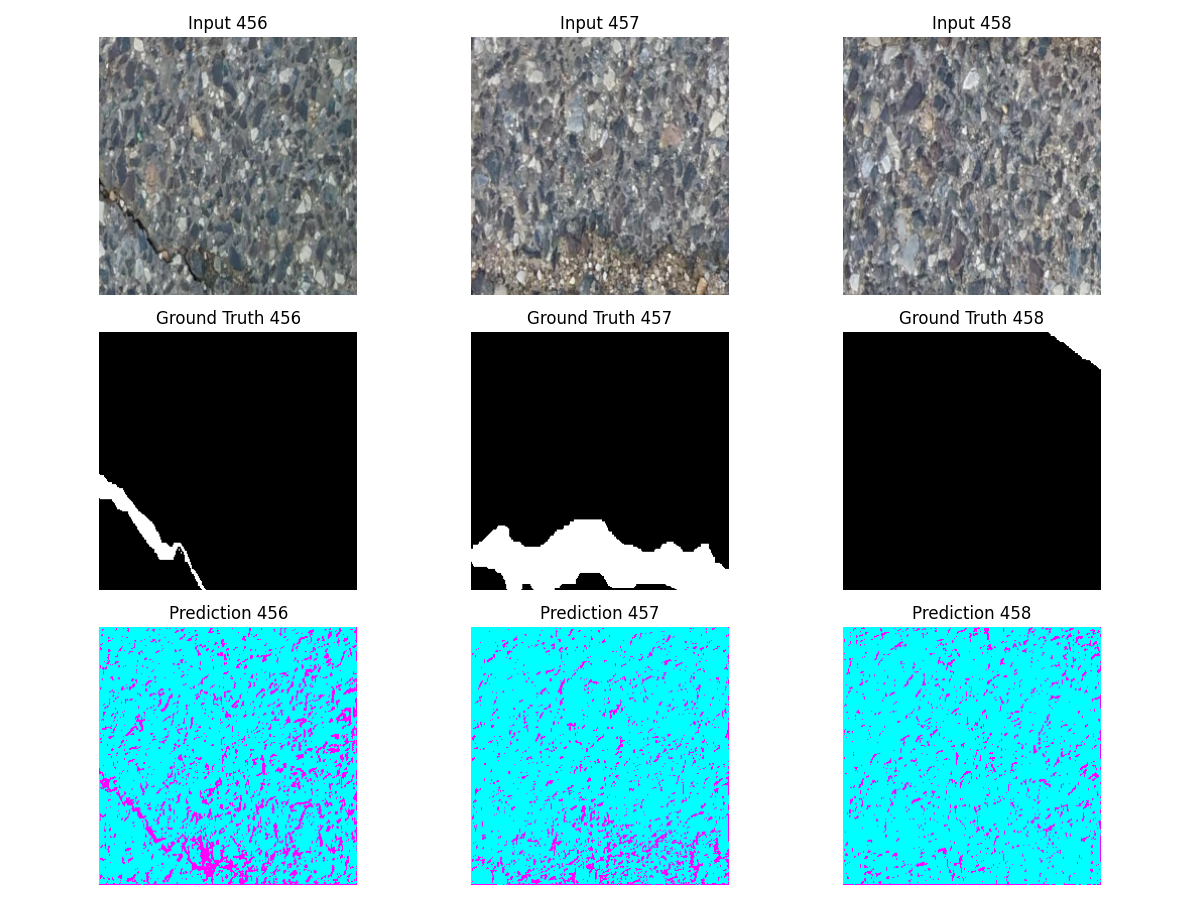 Input 456
Input 457
Input 458
Ground Truth 456
Ground Truth 457
Ground Truth 458
Prediction 456
Prediction 457
Prediction 458